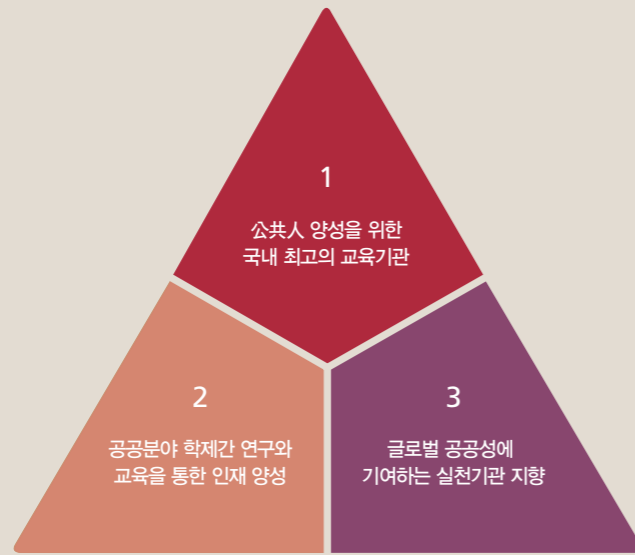 1
公共人 양성을 위한
국내 최고의 교육기관
2
공공분야 학제간 연구와
교육을 통한 인재 양성
3
글로벌 공공성에
기여하는 실천기관 지향